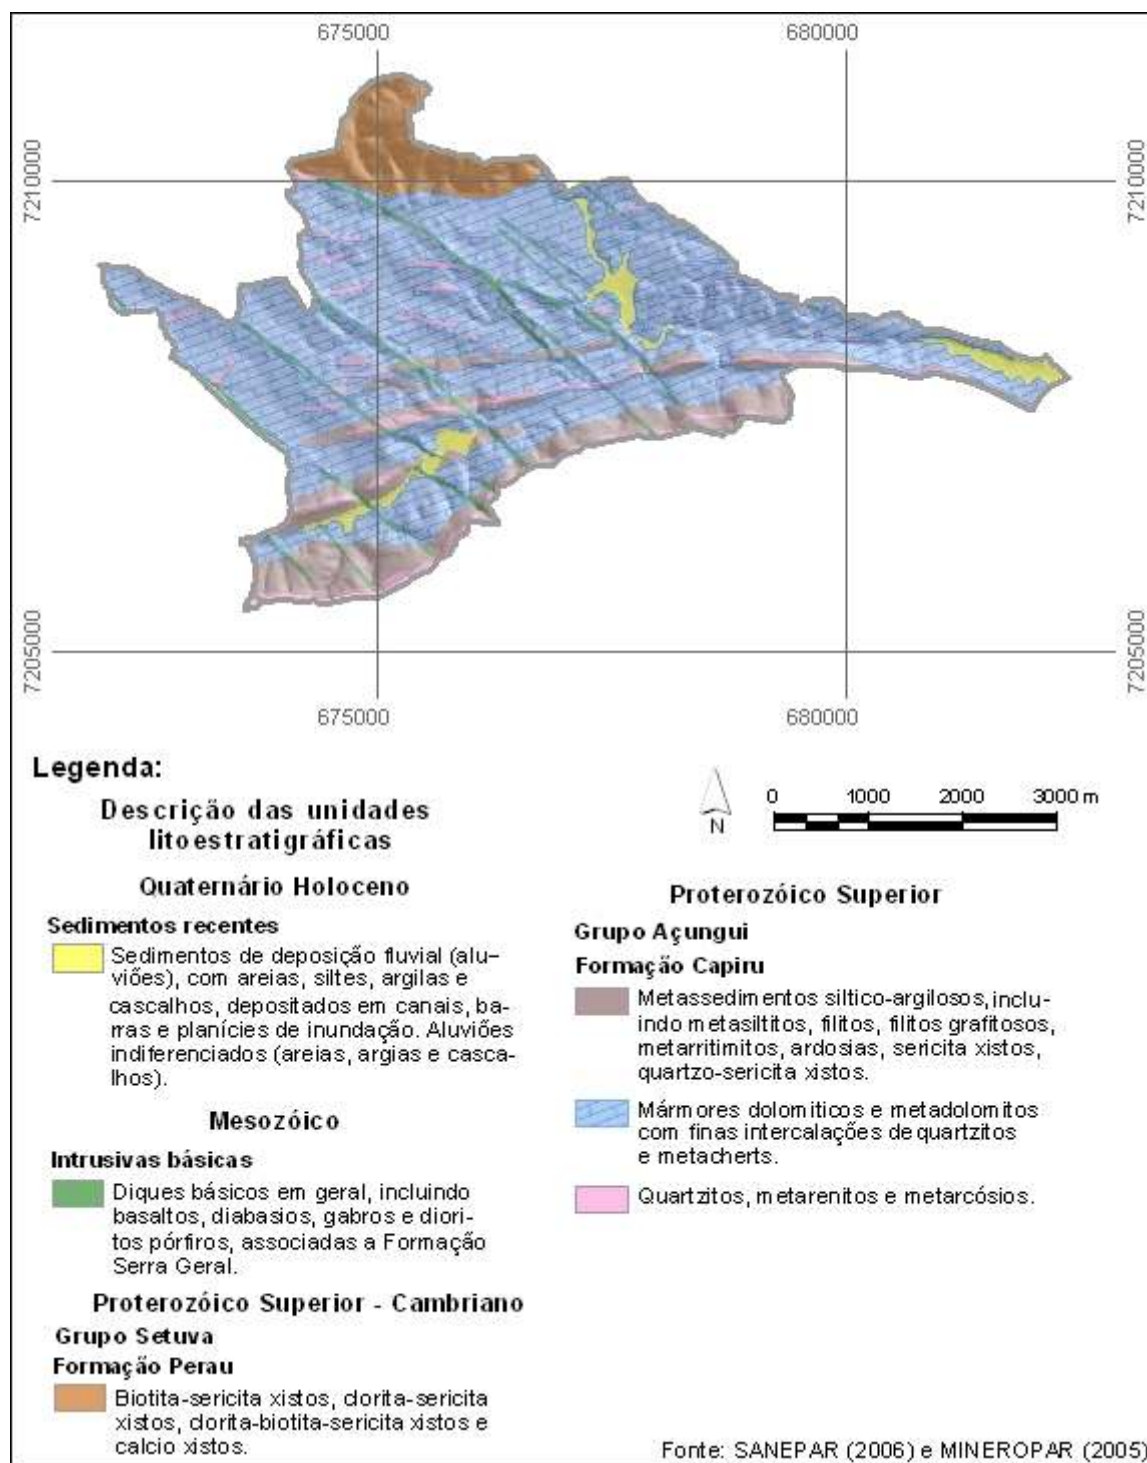 675000 680000
7210000 7210000
7205000 7205000
675000 680000
Legenda:
Descrição das unidades
litoestratigráficas
N
0 1000 2000 3000 m
Quaternário Holoceno
Sedimentos recentes
Sedimentos de deposição fluvial (alu-
viões), com areias, siltes, argilas e
cascalhos, depositados em canais, ba-
rras e planícies de inundação. Aluviões
indiferenciados (areias, argias e casca-
lhos).
Mesozóico
Intrusivas básicas
Diques básicos em geral, incluindo
basaltos, diabasios, gabros e diori-
tos pórfiros, associadas a Formação
Serra Geral.
Proterozóico Superior - Cambriano
Grupo Setuva
Formação Perau
Biotita-sericita xistos, clorita-sericita
xistos, clorita-biotita-sericita xistos e
calcio xistos.
Proterozóico Superior
Grupo Açungui
Formação Capiru
Metassedimentos siltico-argilosos, inclu-
indo metasiltitos, filitos, filitos grafitosos,
metarritimitos, ardosias, sericita xistos,
quartzo-sericita xistos.
Mármores dolomiticos e metadolomitos
com finas intercalações de quartzitos
e metacherts.
Quartzitos, metarenitos e metarcósios.
Fonte: SANEPAR (2006) e MINEROPAR (2005)